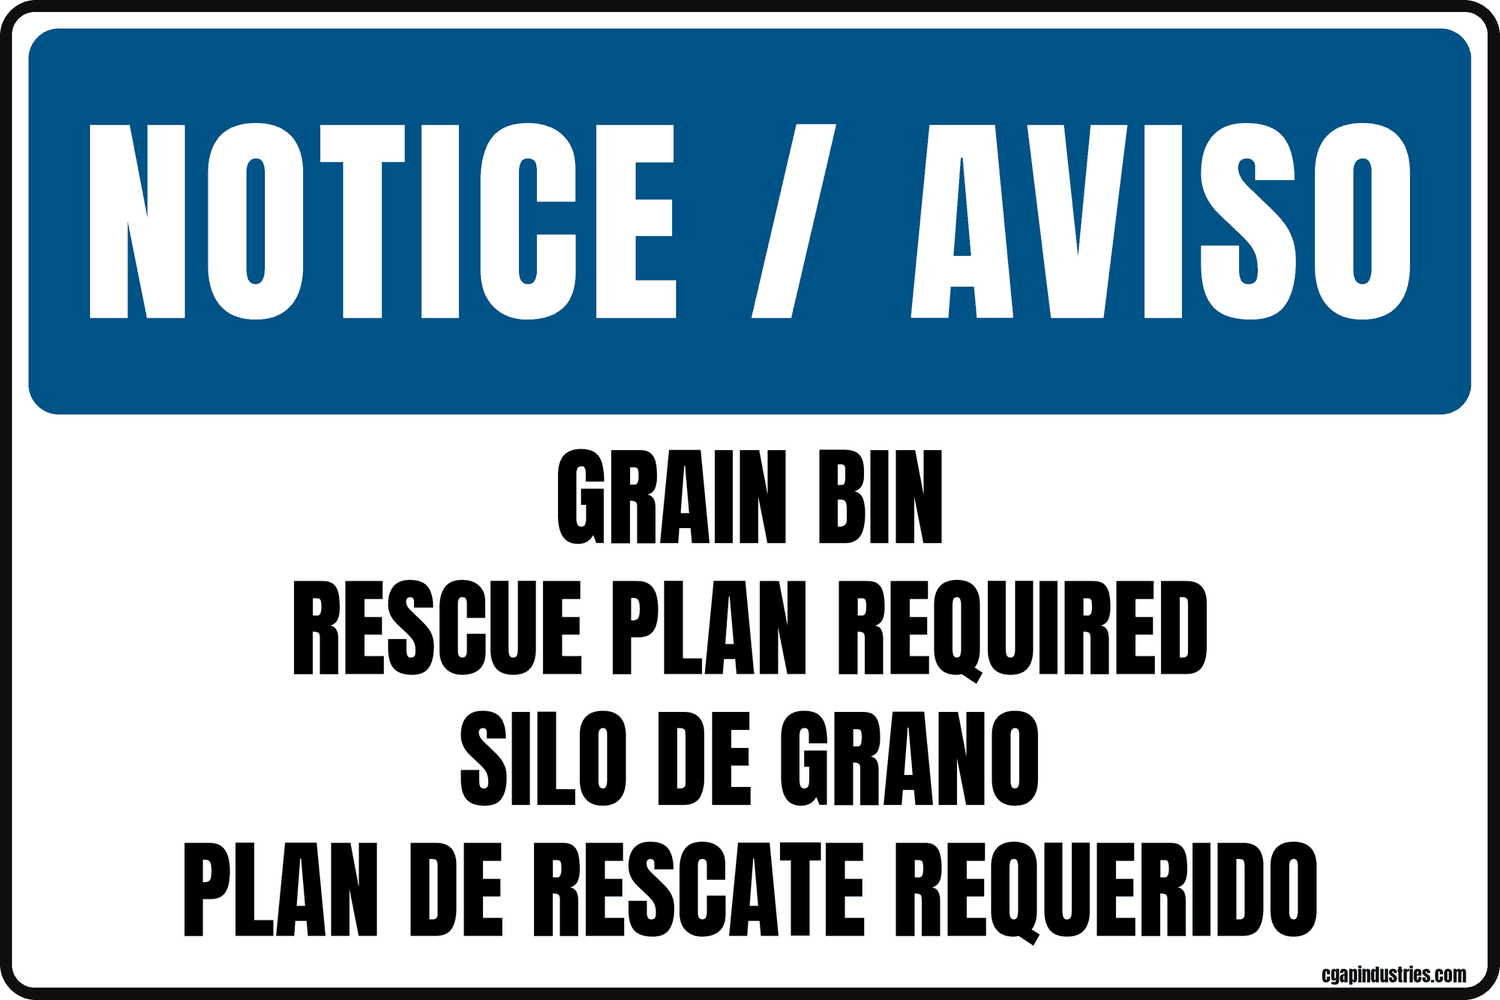 NOTICE / AVISO
GRAIN BIN
RESCUE PLAN REQUIRED
SILO DE GRANO
PLAN DE RESCATE REQUERIDO
cgapindustries.com